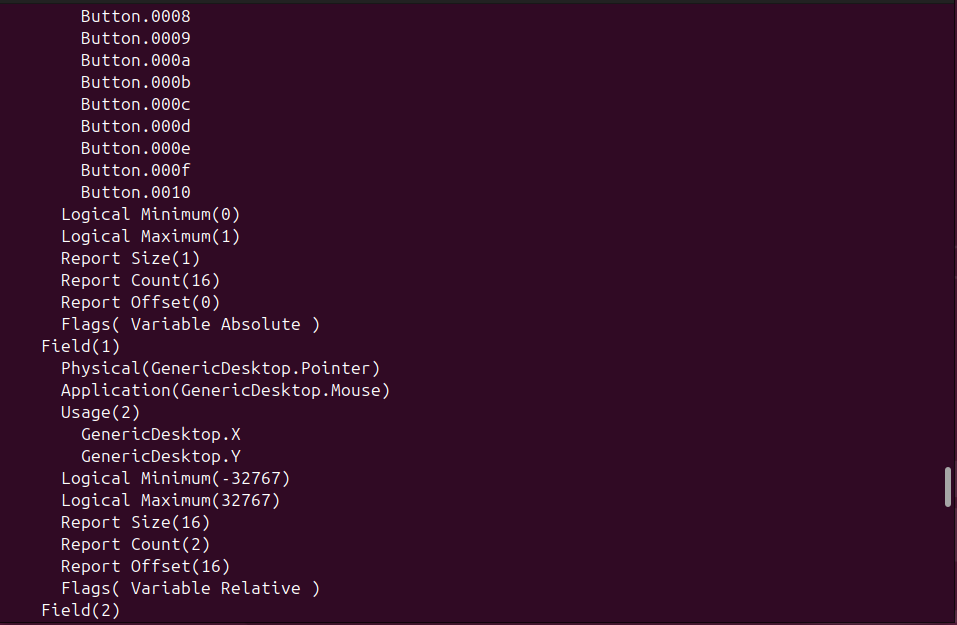 Button.0008
Button.0009
Button.000a
Button.000b
Button.000c
Button.000d
Button.000e
Button.000f
Button.0010
Logical Minimum(0)
Logical Maximum(1)
Report Size(1)
Report Count(16)
Report Offset(0)
Flags( Variable Absolute )
Field(1)
Physical(GenericDesktop.Pointer)
Application(GenericDesktop.Mouse)
Usage(2)
GenericDesktop.X
GenericDesktop.Y
Logical Minimum(-32767)
Logical Maximum(32767)
Report Size(16)
Report Count(2)
Report Offset(16)
Flags( Variable Relative )
Field(2)